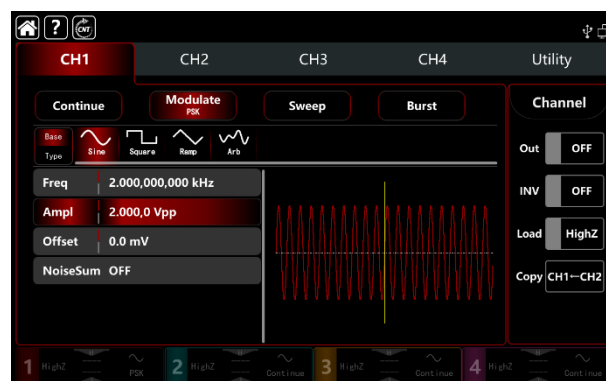 ? CNT
CH1 CH2 CH3 CH4 Utility
Continue Modulate Sweep Burst Channel
PSK
Base
Type Sine Square Ramp Arb
Out OFF
Freq 2.000,000,000 kHz
INV OFF
Ampl 2.000,0 Vpp
Load HighZ
Offset 0.0 mV
NoiseSum OFF
Copy CH1←CH2
1 HighZ PSK 2 HighZ Continue 3 HighZ Continue 4 HighZ Continue